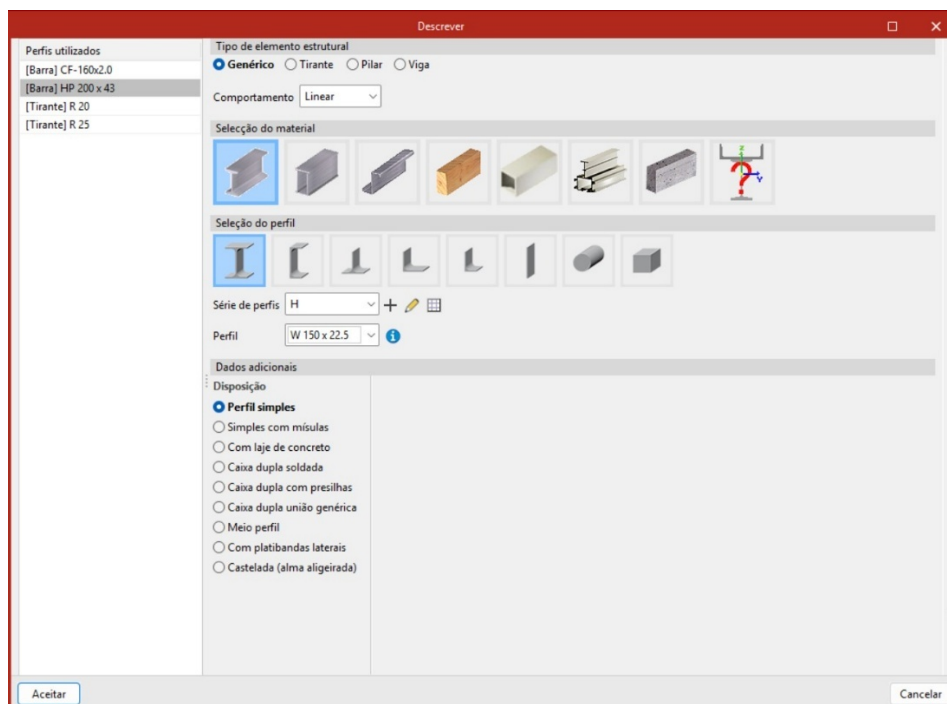 Descrever
Perfis utilizados
[Barra] CF-160x2.0
[Barra] HP 200 x 43
[Tirante] R 20
[Tirante] R 25
Tipo de elemento estrutural
Genérico Tirante Pilar Viga
Comportamento Linear
Selecção do material
z
Y
Seleção do perfil
Série de perfis H
Perfil W 150 x 22.5
Dados adicionais
Disposição
Perfil simples
Simples com mísulas
Com laje de concreto
Caixa dupla soldada
Caixa dupla com presilhas
Caixa dupla união genérica
Meio perfil
Com platibandas laterais
Castelada (alma aligeirada)
Aceitar Cancelar